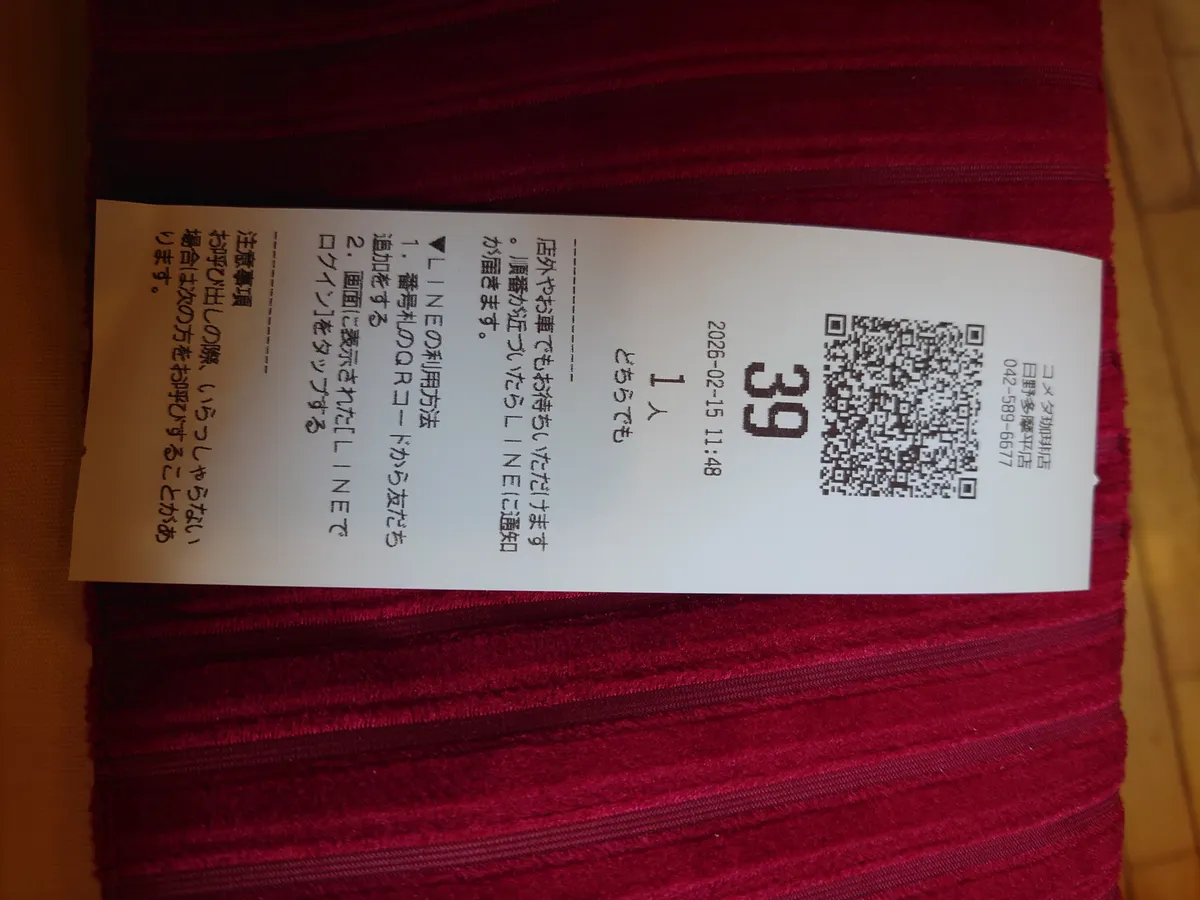 コメダ珈琲店
日野多摩平店
042-589-6677
39
2026-02-15 11:48
1人
どちらでも
店外やお車でもお待ちいただけます
。順番が近づいたらLINEに通知
が届きます。
▼LINEの利用方法
1.番号札のQRコードから友だち
追加をする
2.画面に表示された[LINEで
ログイン]をタップする
注意事項
お呼び出しの際、いらっしゃらない
場合は次の方をお呼びすることがあ
ります。